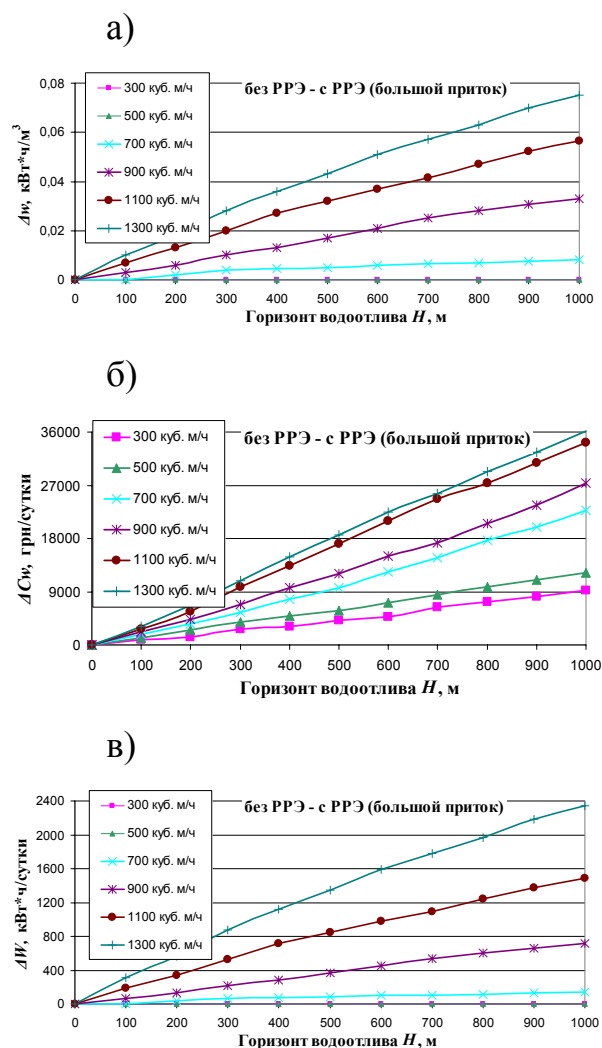 а)
без РРЭ - с РРЭ (большой приток)
300 куб. м/ч
500 куб. м/ч
700 куб. м/ч
900 куб. м/ч
1100 куб. м/ч
1300 куб. м/ч
Δw, кВт*ч/м³
0,08
0,06
0,04
0,02
0
0 100 200 300 400 500 600 700 800 900 1000
Горизонт водоотлива H, м
б)
без РРЭ - с РРЭ (большой приток)
300 куб. м/ч
500 куб. м/ч
700 куб. м/ч
900 куб. м/ч
1100 куб. м/ч
1300 куб. м/ч
ΔCw, грн/сутки
36000
27000
18000
9000
0
0 100 200 300 400 500 600 700 800 900 1000
Горизонт водоотлива H, м
в)
без РРЭ - с РРЭ (большой приток)
300 куб. м/ч
500 куб. м/ч
700 куб. м/ч
900 куб. м/ч
1100 куб. м/ч
1300 куб. м/ч
ΔW, кВт*ч/сутки
2400
2000
1600
1200
800
400
0
0 100 200 300 400 500 600 700 800 900 1000
Горизонт водоотлива H, м